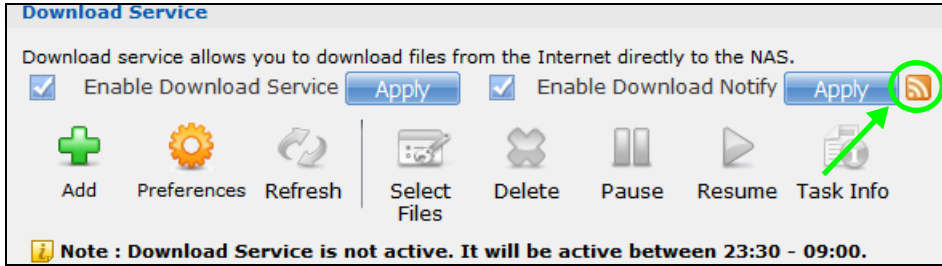 Download Service
Download service allows you to download files from the Internet directly to the NAS.
Enable Download Service Apply Enable Download Notify Apply
Add Preferences Refresh Select Files Delete Pause Resume Task Info
Note : Download Service is not active. It will be active between 23:30 - 09:00.